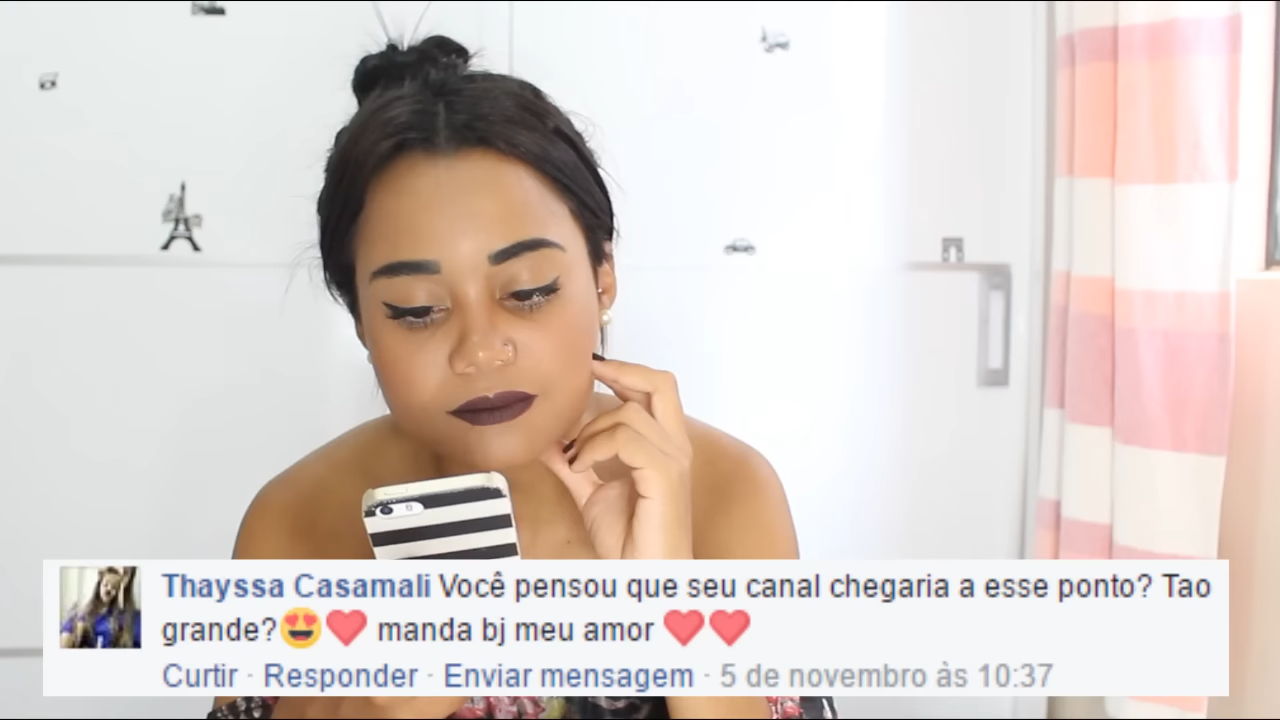 Thayssa Casamali Você pensou que seu canal chegaria a esse ponto? Tao
grande?😍❤️ manda bj meu amor ❤️❤️
Curtir · Responder · Enviar mensagem · 5 de novembro às 10:37